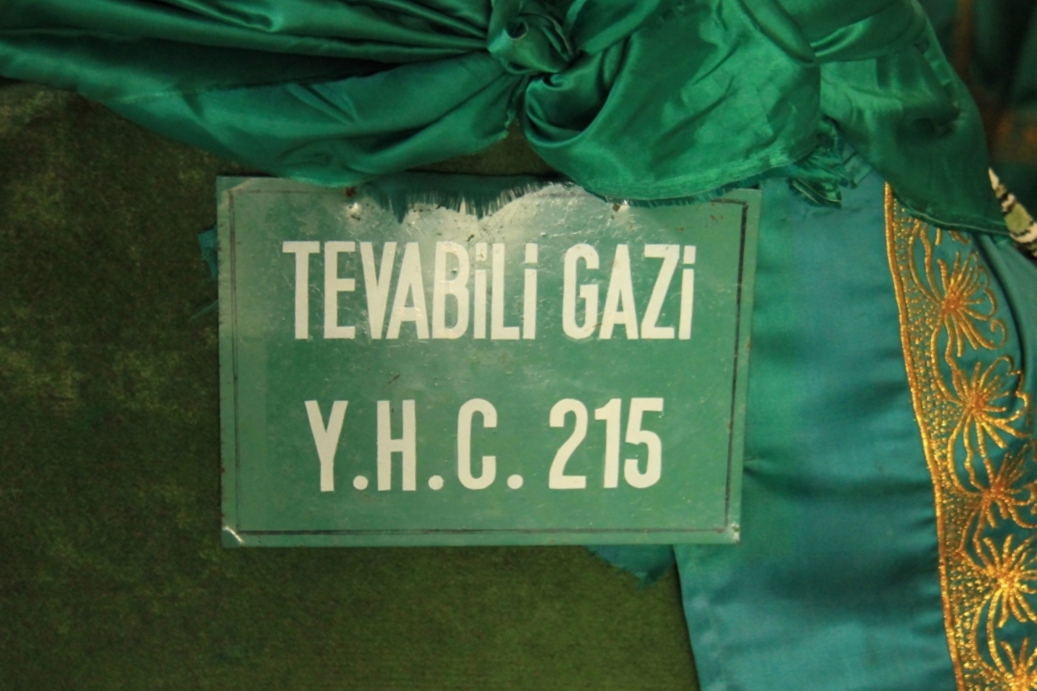 TEVABİLİ GAZİ
Y.H.C. 215